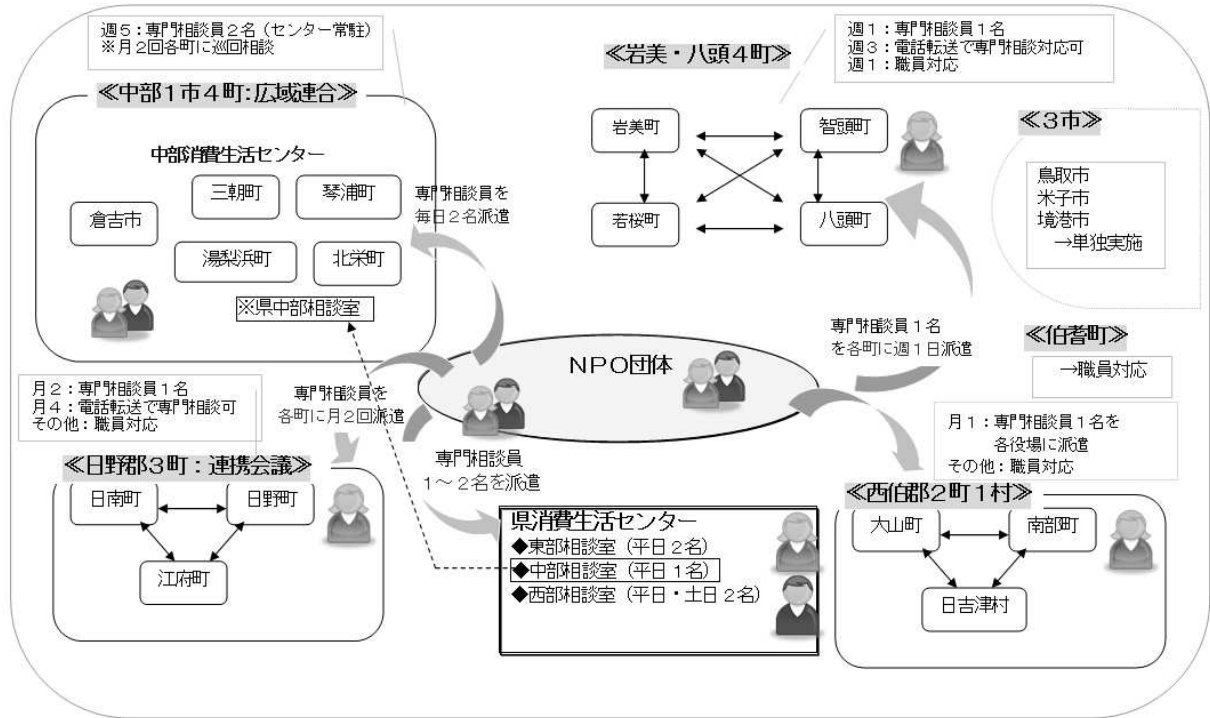 週５：専門相談員２名（センター常駐）
※月２回各町に巡回相談
≪中部１市４町:広域連合≫
中部消費生活センター
三朝町
琴浦町
倉吉市
湯梨浜町
北栄町
※県中部相談室
専門相談員を
毎日２名派遣
≪岩美・八頭４町≫
週１：専門相談員１名
週３：電話転送で専門相談対応可
週１：職員対応
岩美町
智頭町
若桜町
八頭町
≪３市≫
鳥取市
米子市
境港市
→単独実施
専門相談員１名
を各町に週１日派遣
≪伯耆町≫
→職員対応
ＮＰＯ団体
月２：専門相談員１名
月４：電話転送で専門相談可
その他：職員対応
専門相談員を
各町に月２回派遣
≪日野郡３町：連携会議≫
日南町
日野町
江府町
専門相談員
１～２名を派遣
県消費生活センター
◆東部相談室（平日２名）
◆中部相談室（平日１名）
◆西部相談室（平日・土日２名）
月１：専門相談員１名を
各役場に派遣
その他：職員対応
≪西伯郡２町１村≫
大山町
南部町
日吉津村